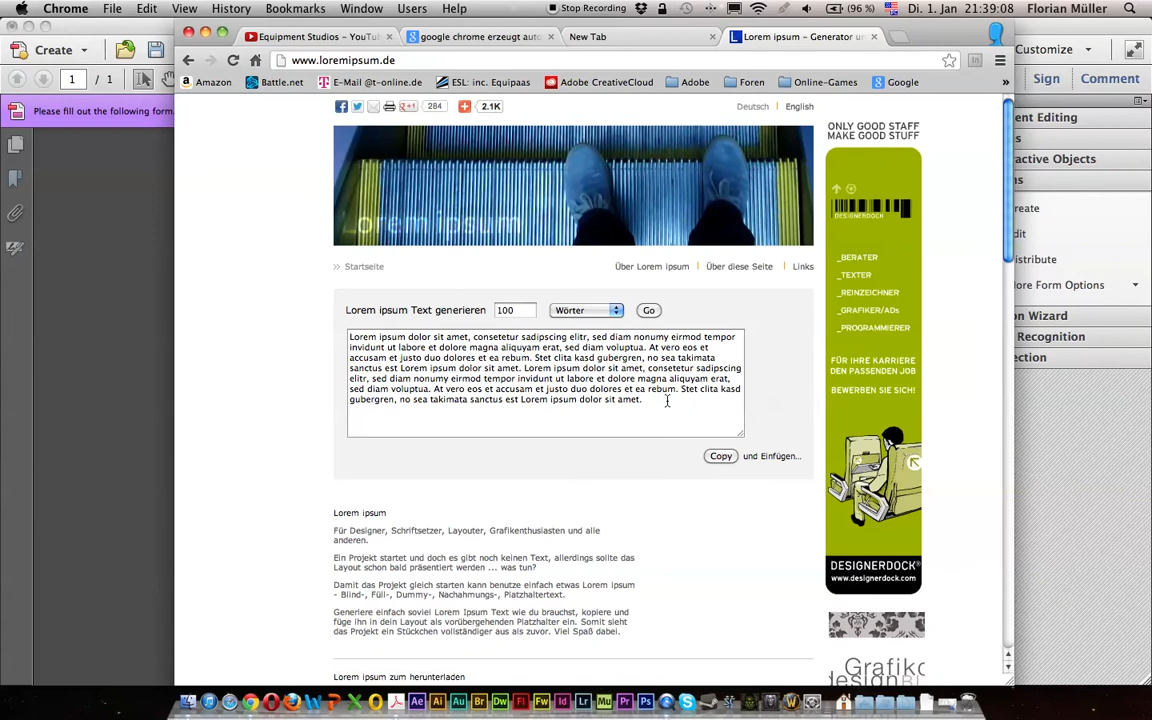 Chrome File Edit View History Bookmarks Window Users Help Stop Recording (96 %) Di. 1. Jan 21:39:08 Florian Müller
Equipment Studios – YouT google chrome erzeugt auto New Tab Lorem ipsum – Generator u
Create 1 / 1 Customize
www.loremipsum.de
Sign Comment
Amazon Battle.net E-Mail @t-online.de ESL: inc. Equipaas Adobe CreativeCloud Adobe Foren Online-Games Google »
Please fill out the following form.
284 2.1K Deutsch English
ent Editing
ractive Objects
reate
dit
istribute
lore Form Options
on Wizard
Recognition
ection
Lorem ipsum
ONLY GOOD STAFF
MAKE GOOD STUFF
DESIGNERDOCK
_BERATER
_TEXTER
_REINZEICHNER
_GRAFIKER/ADs
_PROGRAMMIERER
FÜR IHRE KARRIERE
DEN PASSENDEN JOB
BEWERBEN SIE SICH!
DESIGNERDOCK®
www.designerdock.com
Grafikd
Startseite Über Lorem ipsum Über diese Seite Links
Lorem ipsum Text generieren 100 Wörter Go
Lorem ipsum dolor sit amet, consetetur sadipscing elitr, sed diam nonumy eirmod tempor
invidunt ut labore et dolore magna aliquyam erat, sed diam voluptua. At vero eos et
accusam et justo duo dolores et ea rebum. Stet clita kasd gubergren, no sea takimata
sanctus est Lorem ipsum dolor sit amet. Lorem ipsum dolor sit amet, consetetur sadipscing
elitr, sed diam nonumy eirmod tempor invidunt ut labore et dolore magna aliquyam erat,
sed diam voluptua. At vero eos et accusam et justo duo dolores et ea rebum. Stet clita kasd
gubergren, no sea takimata sanctus est Lorem ipsum dolor sit amet.
Copy und Einfügen...
Lorem ipsum
Für Designer, Schriftsetzer, Layouter, Grafikenthusiasten und alle
anderen.
Ein Projekt startet und doch es gibt noch keinen Text, allerdings sollte das
Layout schon bald präsentiert werden ... was tun?
Damit das Projekt gleich starten kann benutze einfach etwas Lorem ipsum
- Blind-, Füll-, Dummy-, Nachahmungs-, Platzhaltertext.
Generiere einfach soviel Lorem Ipsum Text wie du brauchst, kopiere und
füge ihn in dein Layout als vorübergehenden Platzhalter ein. Somit sieht
das Projekt ein Stückchen vollständiger aus als zuvor. Viel Spaß dabei.
Lorem ipsum zum herunterladen